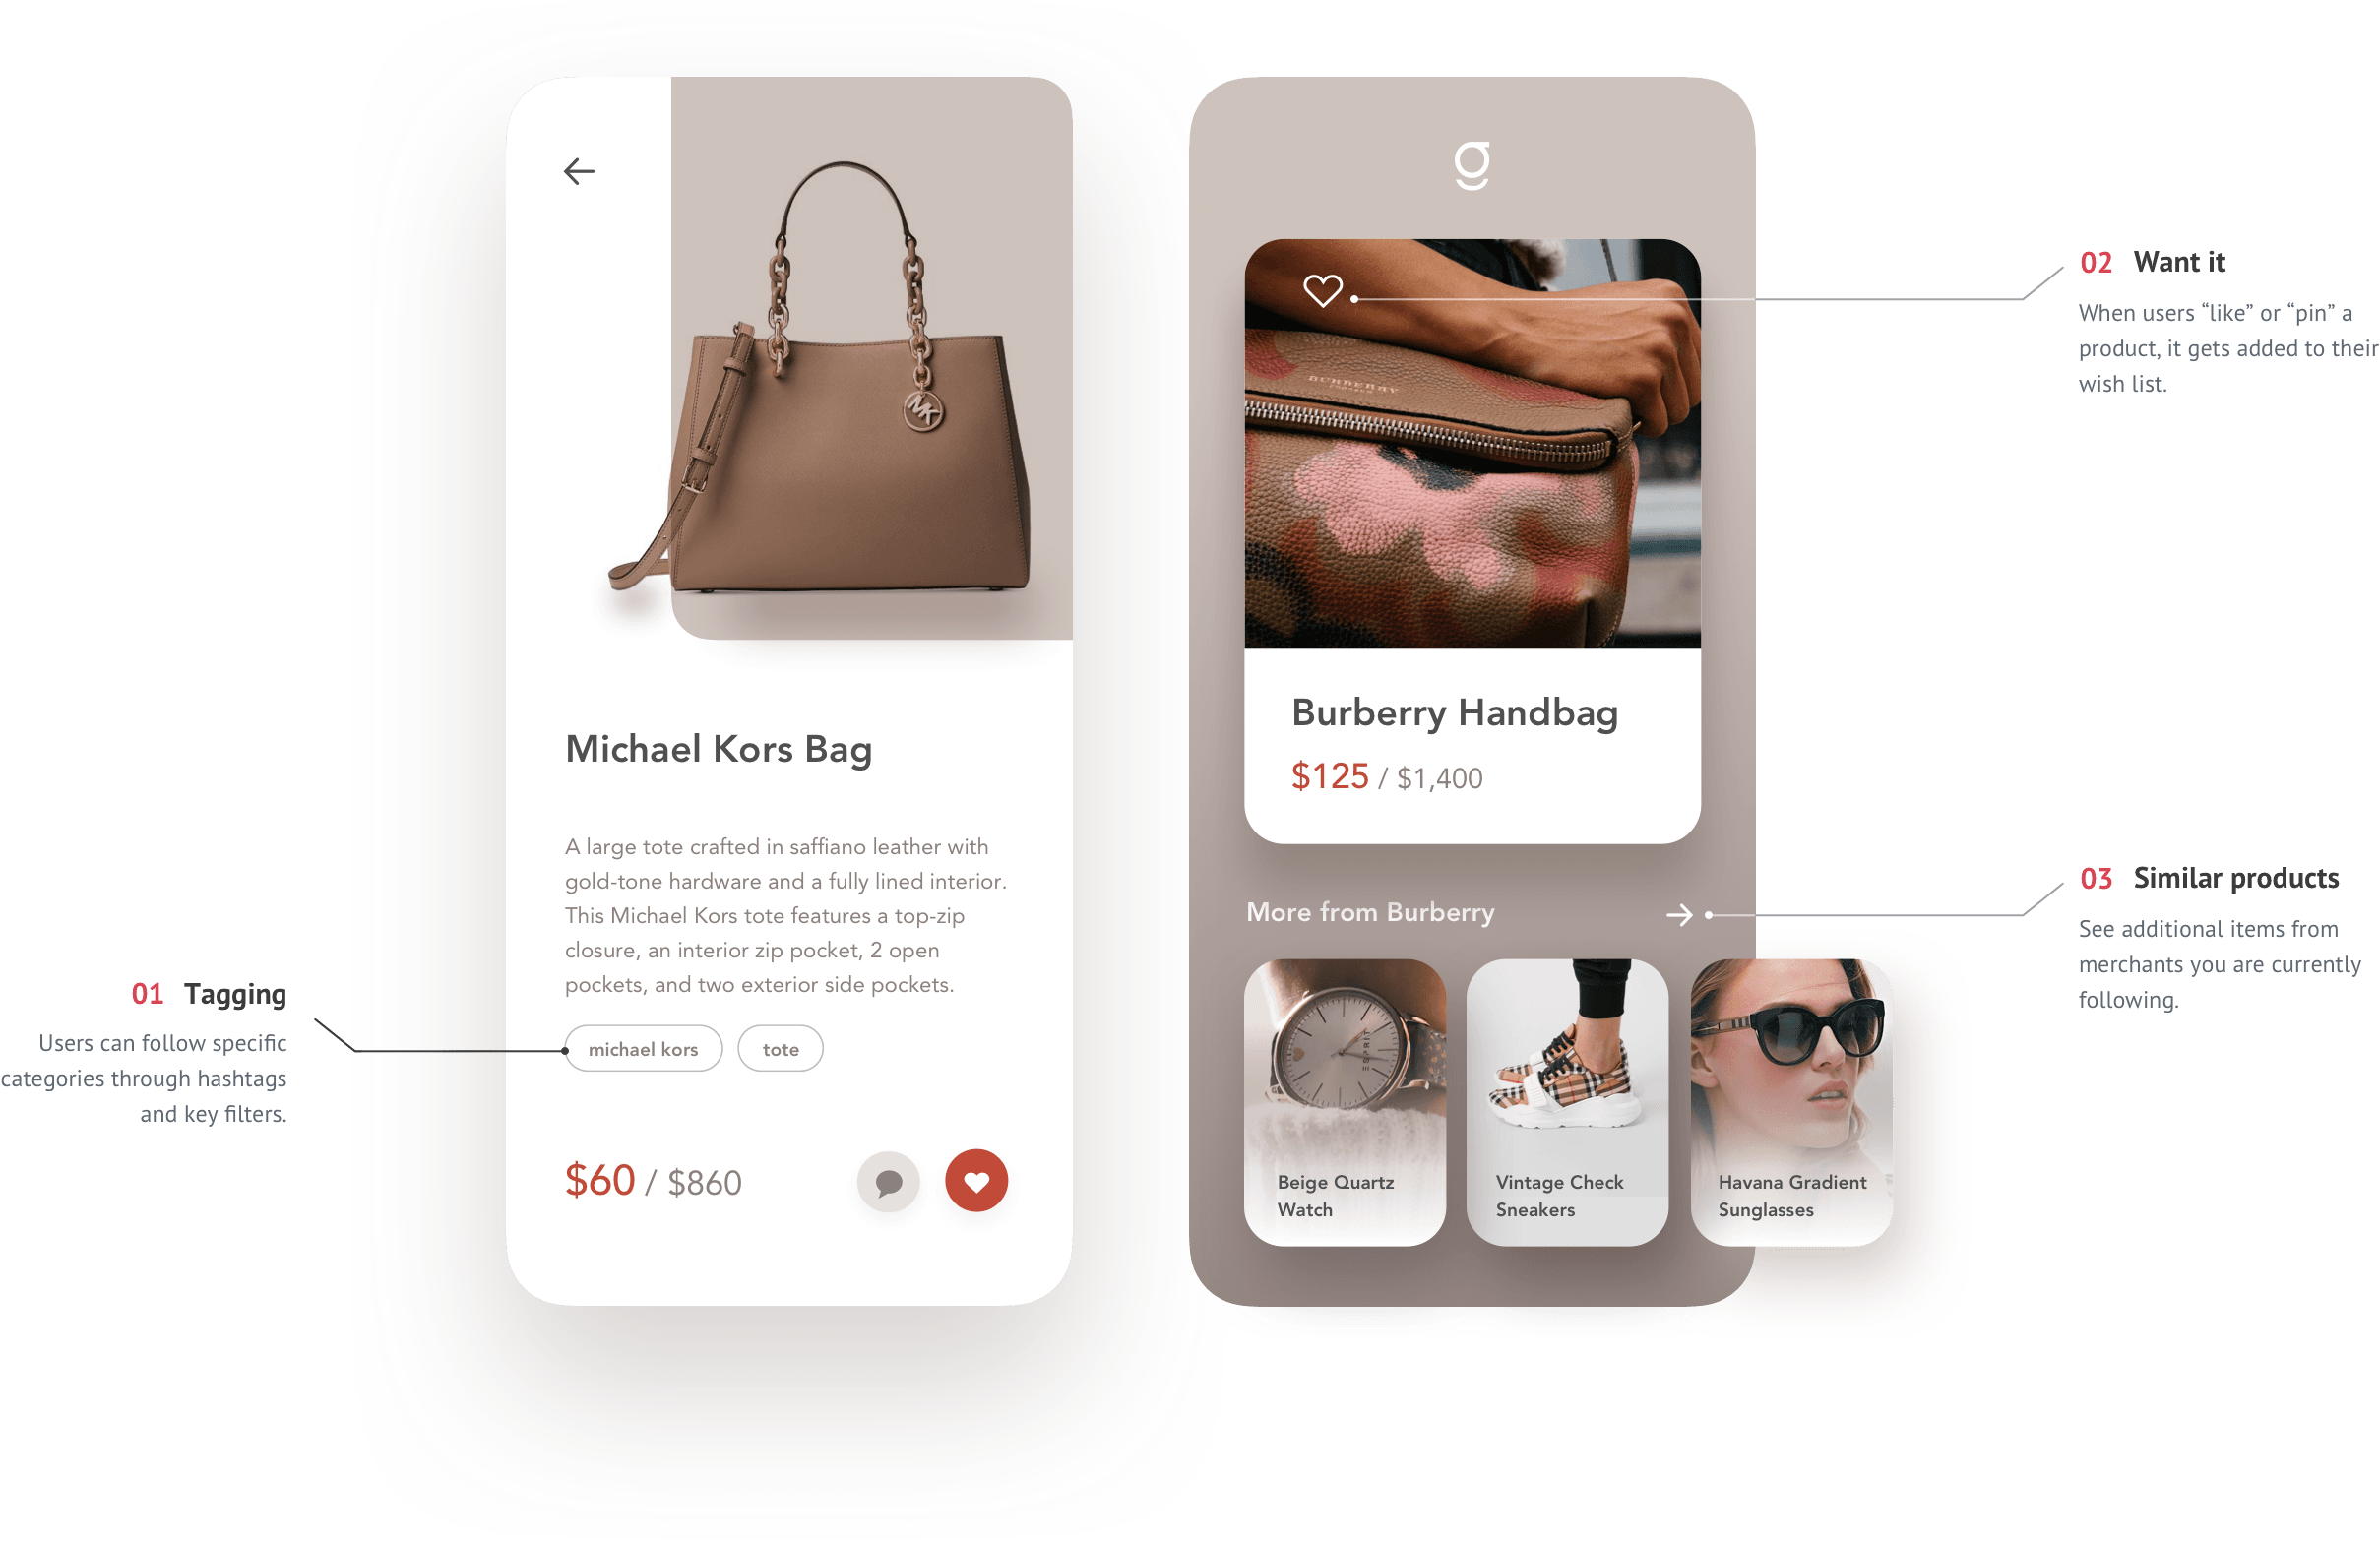 g
MK
BURBERRY
02 Want it
When users “like” or “pin” a
product, it gets added to their
wish list.
Michael Kors Bag
Burberry Handbag
$125 / $1,400
A large tote crafted in saffiano leather with
gold-tone hardware and a fully lined interior.
This Michael Kors tote features a top-zip
closure, an interior zip pocket, 2 open
pockets, and two exterior side pockets.
michael kors
tote
01 Tagging
Users can follow specific
categories through hashtags
and key filters.
$60 / $860
More from Burberry
03 Similar products
See additional items from
merchants you are currently
following.
ESPRIT
Beige Quartz
Watch
Vintage Check
Sneakers
Havana Gradient
Sunglasses